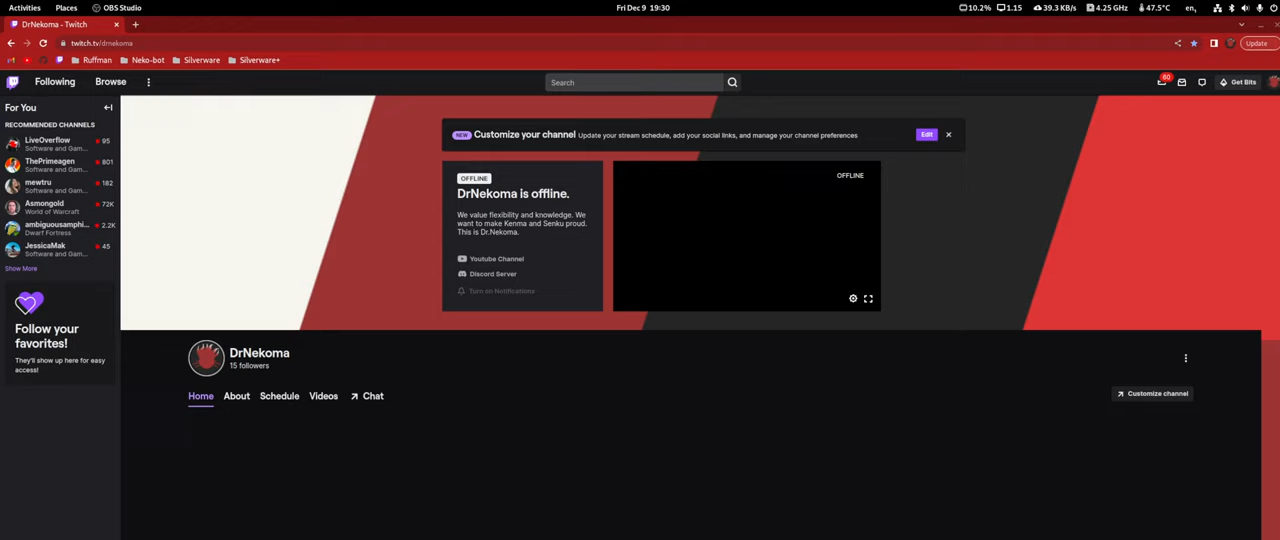 Activities Places OBS Studio Fri Dec 9 19:30 10.2% 1.15 39.3 KB/s 4.25 GHz 47.5°C en,
DrNekoma - Twitch
twitch.tv/drnekoma Update
Ruffman Neko-bot Silverware Silverware+
Following Browse Search 60 Get Bits
For You
RECOMMENDED CHANNELS
LiveOverflow 95
Software and Gam...
ThePrimeagen 801
Software and Gam...
mewtru 182
Software and Gam...
Asmongold 72K
World of Warcraft
ambiguousamphi... 2.2K
Dwarf Fortress
JessicaMak 45
Software and Gam...
Show More
Follow your
favorites!
They'll show up here for easy
access!
NEW Customize your channel Update your stream schedule, add your social links, and manage your channel preferences Edit
OFFLINE
DrNekoma is offline.
We value flexibility and knowledge. We
want to make Kenma and Senku proud.
This is Dr.Nekoma.
Youtube Channel
Discord Server
Turn on Notifications
OFFLINE
DrNekoma
15 followers
Home About Schedule Videos Chat
Customize channel